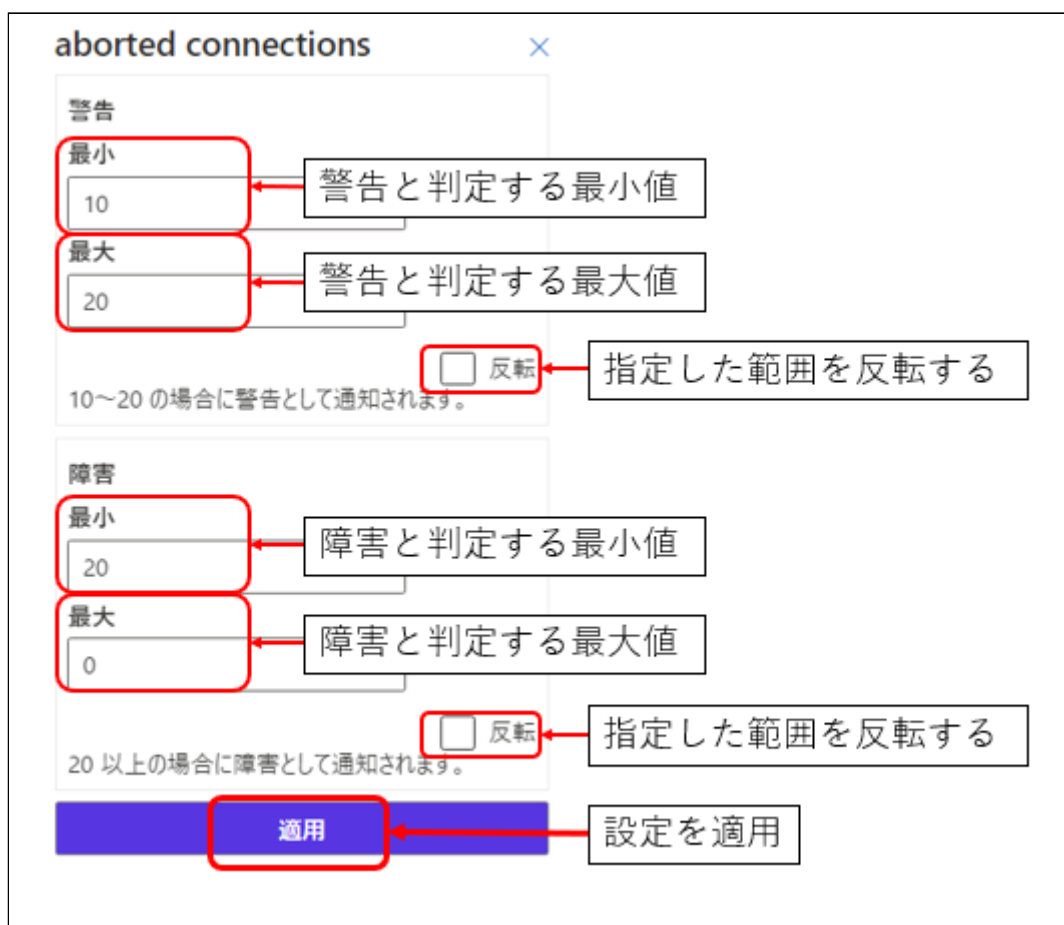 aborted connections
警告
最小
10
警告と判定する最小値
最大
20
警告と判定する最大値
反転
指定した範囲を反転する
10～20 の場合に警告として通知されます。
障害
最小
20
障害と判定する最小値
最大
0
障害と判定する最大値
反転
指定した範囲を反転する
20 以上の場合に障害として通知されます。
適用
設定を適用